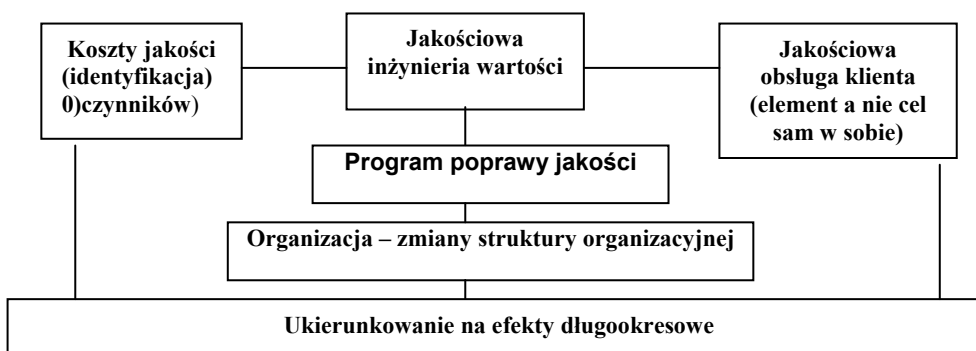 Koszty jakości
(identyfikacja)
0)czynników)
Jakościowa
inżynieria wartości
Jakościowa
obsługa klienta
(element a nie cel
sam w sobie)
Program poprawy jakości
Organizacja – zmiany struktury organizacyjnej
Ukierunkowanie na efekty długookresowe